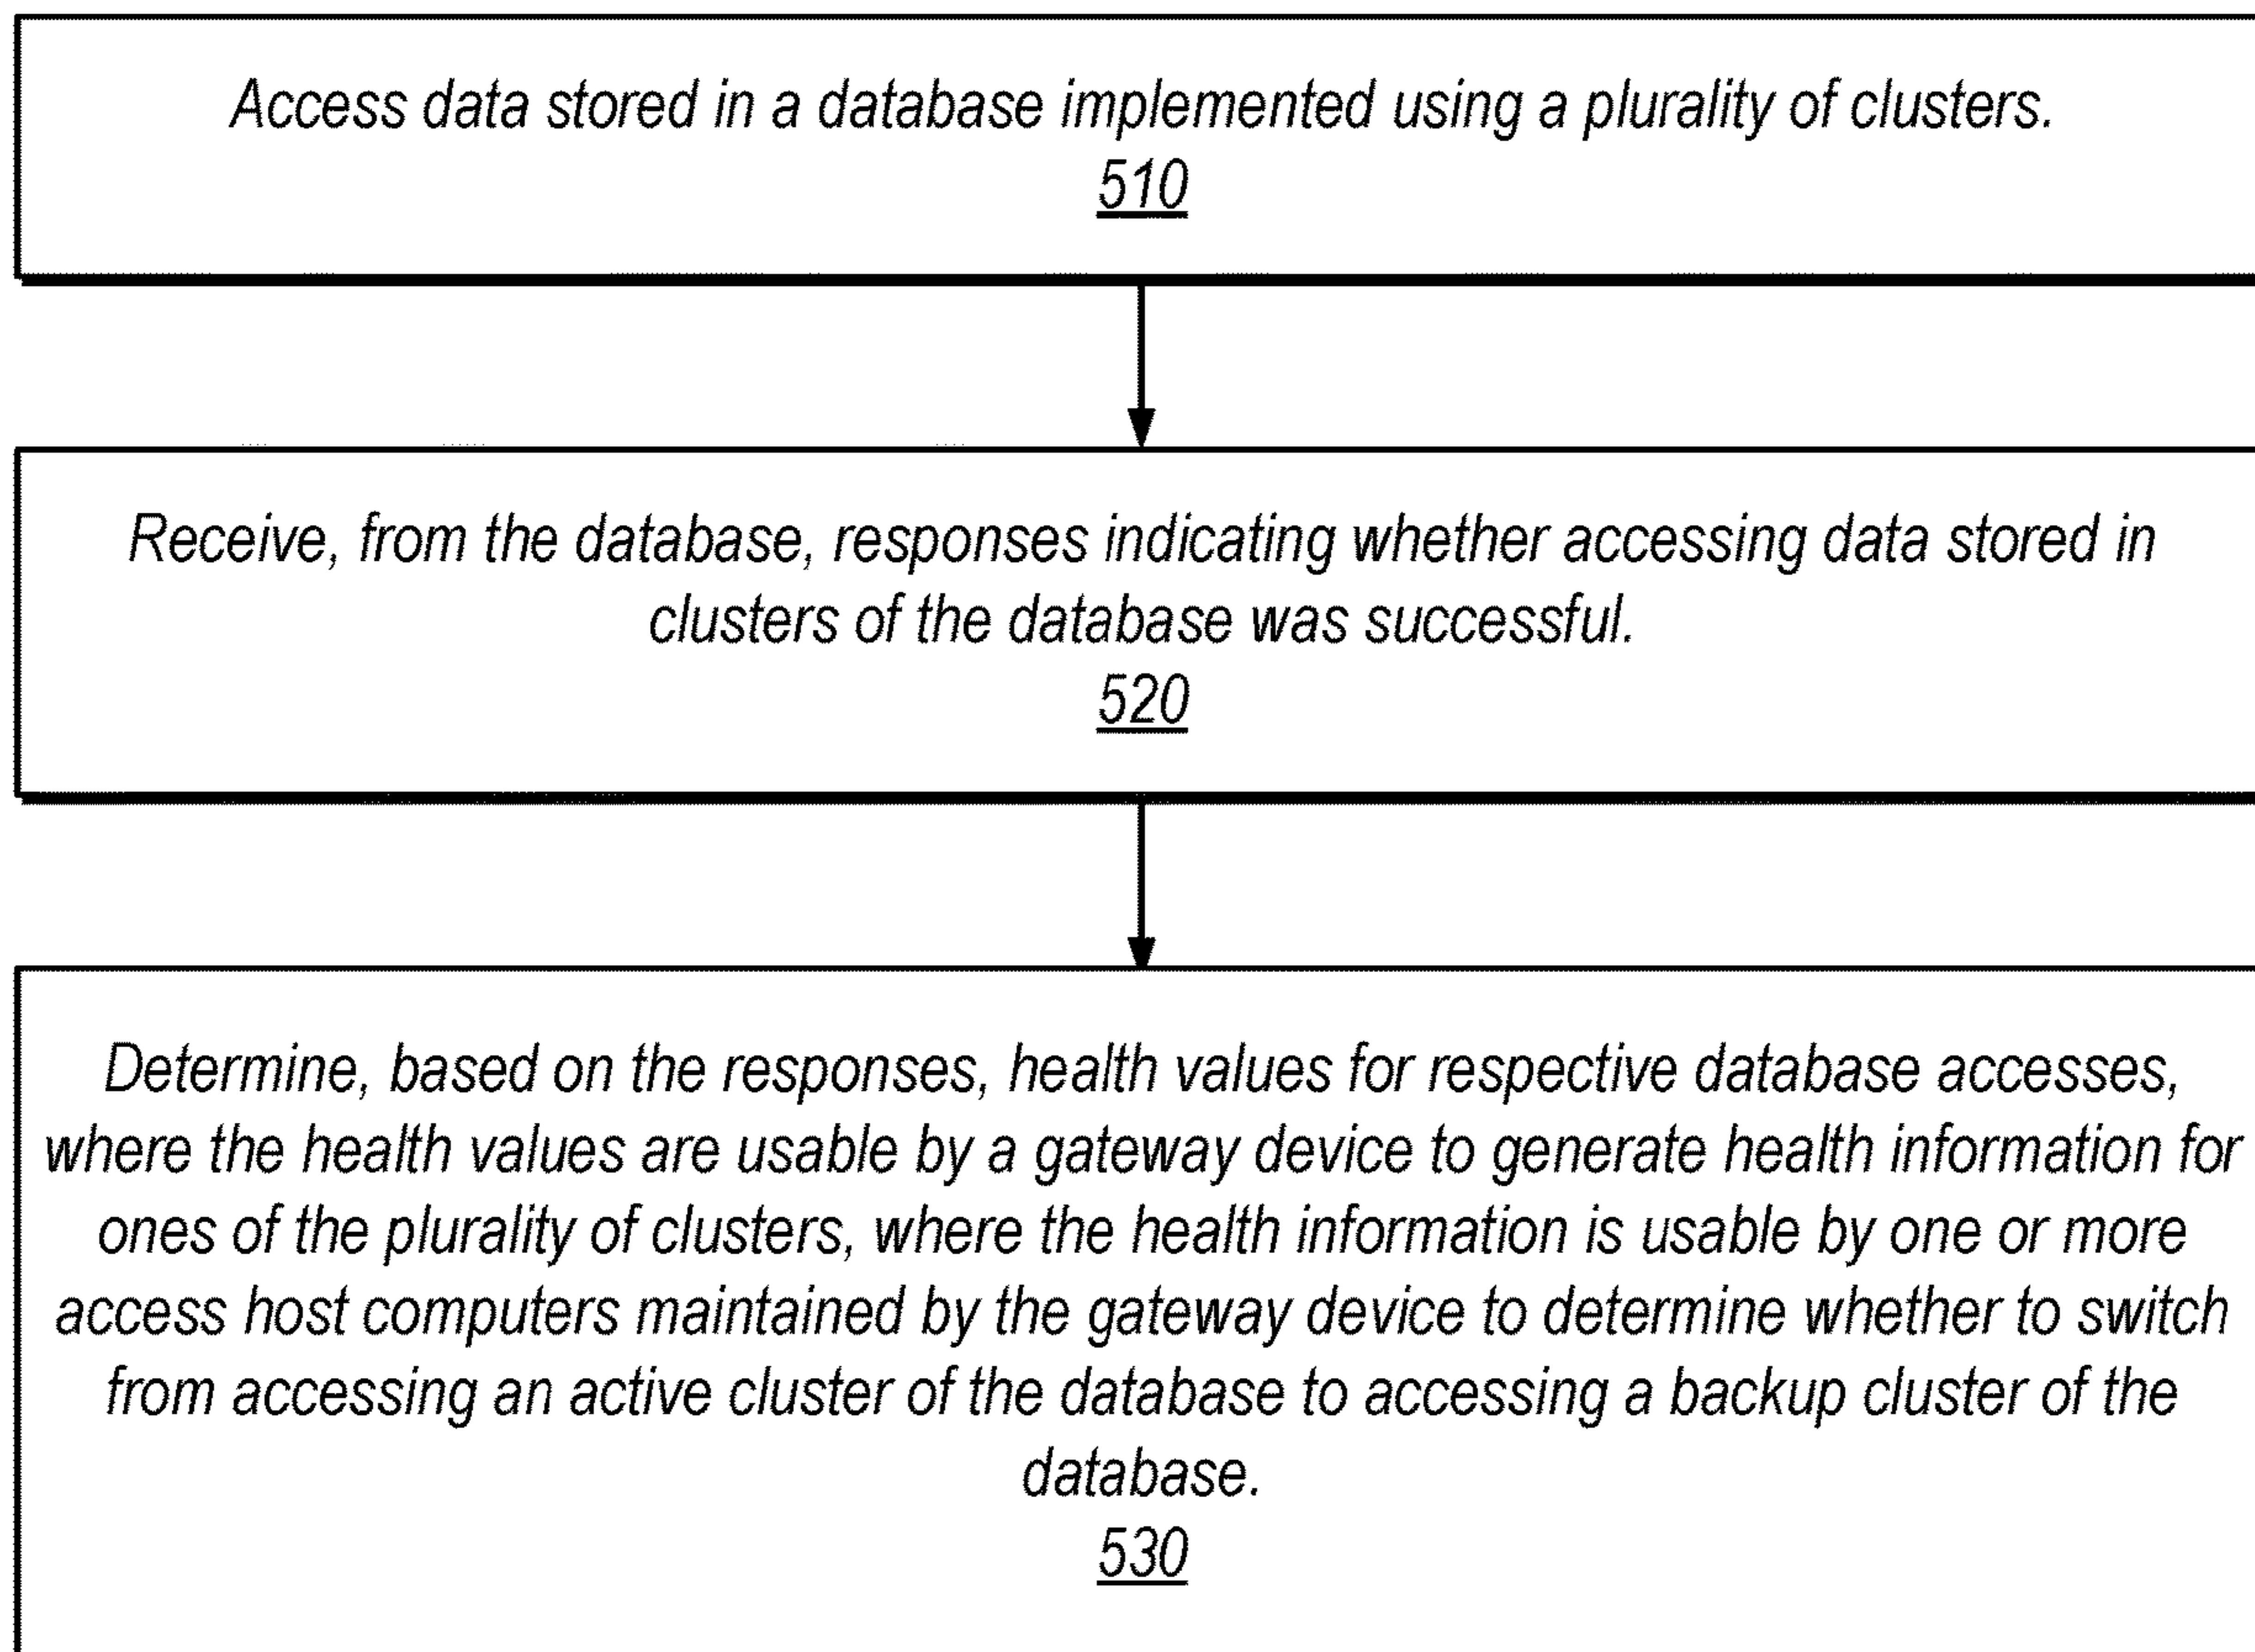 Access data stored in a database implemented using a plurality of clusters.
510
Receive, from the database, responses indicating whether accessing data stored in
clusters of the database was successful.
520
Determine, based on the responses, health values for respective database accesses,
where the health values are usable by a gateway device to generate health information for
ones of the plurality of clusters, where the health information is usable by one or more
access host computers maintained by the gateway device to determine whether to switch
from accessing an active cluster of the database to accessing a backup cluster of the
database.
530